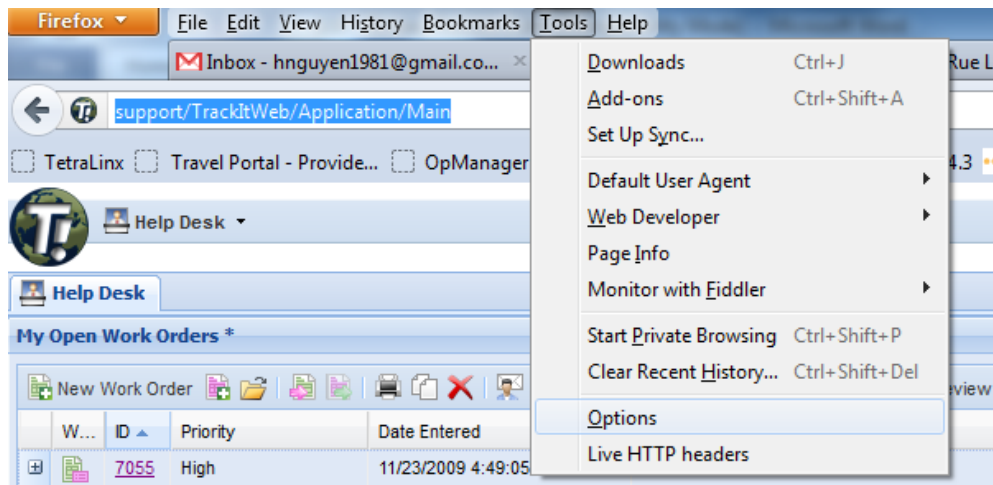 Firefox File Edit View History Bookmarks Tools Help
Inbox - hnguyen1981@gmail.co... × Rue L
support/TrackItWeb/Application/Main
TetraLinx Travel Portal - Provide... OpManager 4.3
Help Desk
Help Desk
My Open Work Orders *
New Work Order eview
W... ID Priority Date Entered
7055 High 11/23/2009 4:49:05
Downloads Ctrl+J
Add-ons Ctrl+Shift+A
Set Up Sync...
Default User Agent
Web Developer
Page Info
Monitor with Fiddler
Start Private Browsing Ctrl+Shift+P
Clear Recent History... Ctrl+Shift+Del
Options
Live HTTP headers